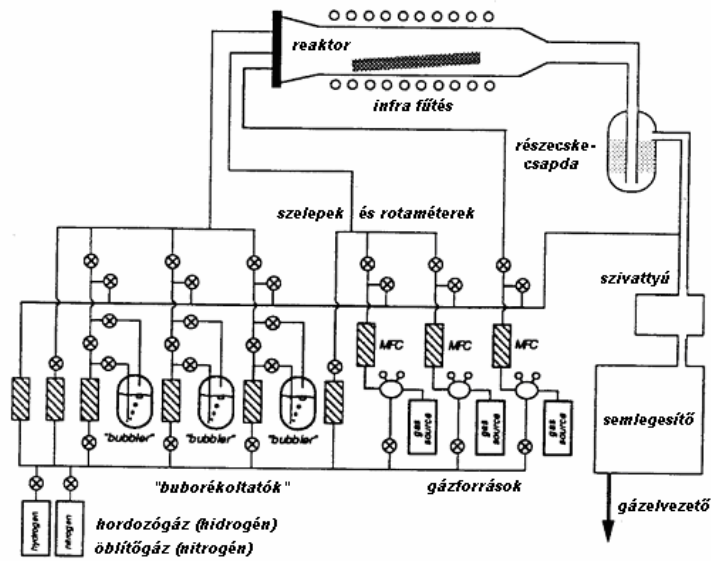 reaktor
infra fűtés
részecske-
csapda
szelepek és rotaméterek
szivattyú
MFC
MFC
MFC
"bubbler"
"bubbler"
"bubbler"
gas
source
gas
source
gas
source
semlegesítő
"buborékoltatók"
gázforrások
gázelvezető
hydrogen
nitrogen
hordozógáz (hidrogén)
öblítőgáz (nitrogén)